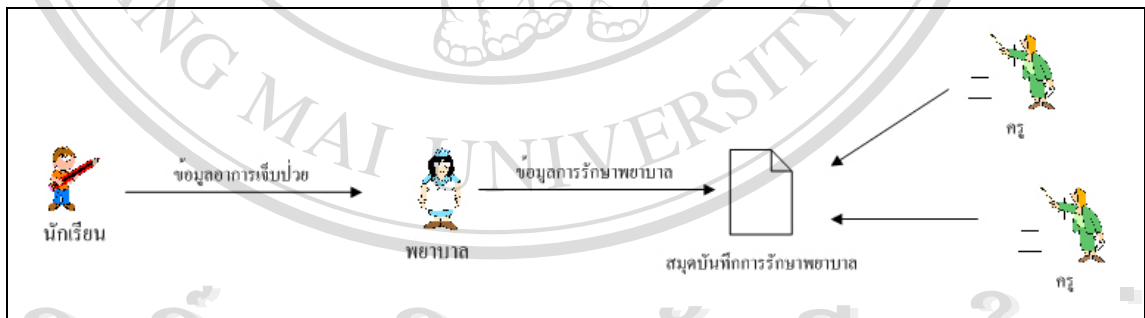 ANG MAI UNIVERSIT
ครู
ข้อมูลอาการเจ็บป่วย
ข้อมูลการรักษาพยาบาล
นักเรียน
พยาบาล
สมุดบันทึกการรักษาพยาบาล
ครู